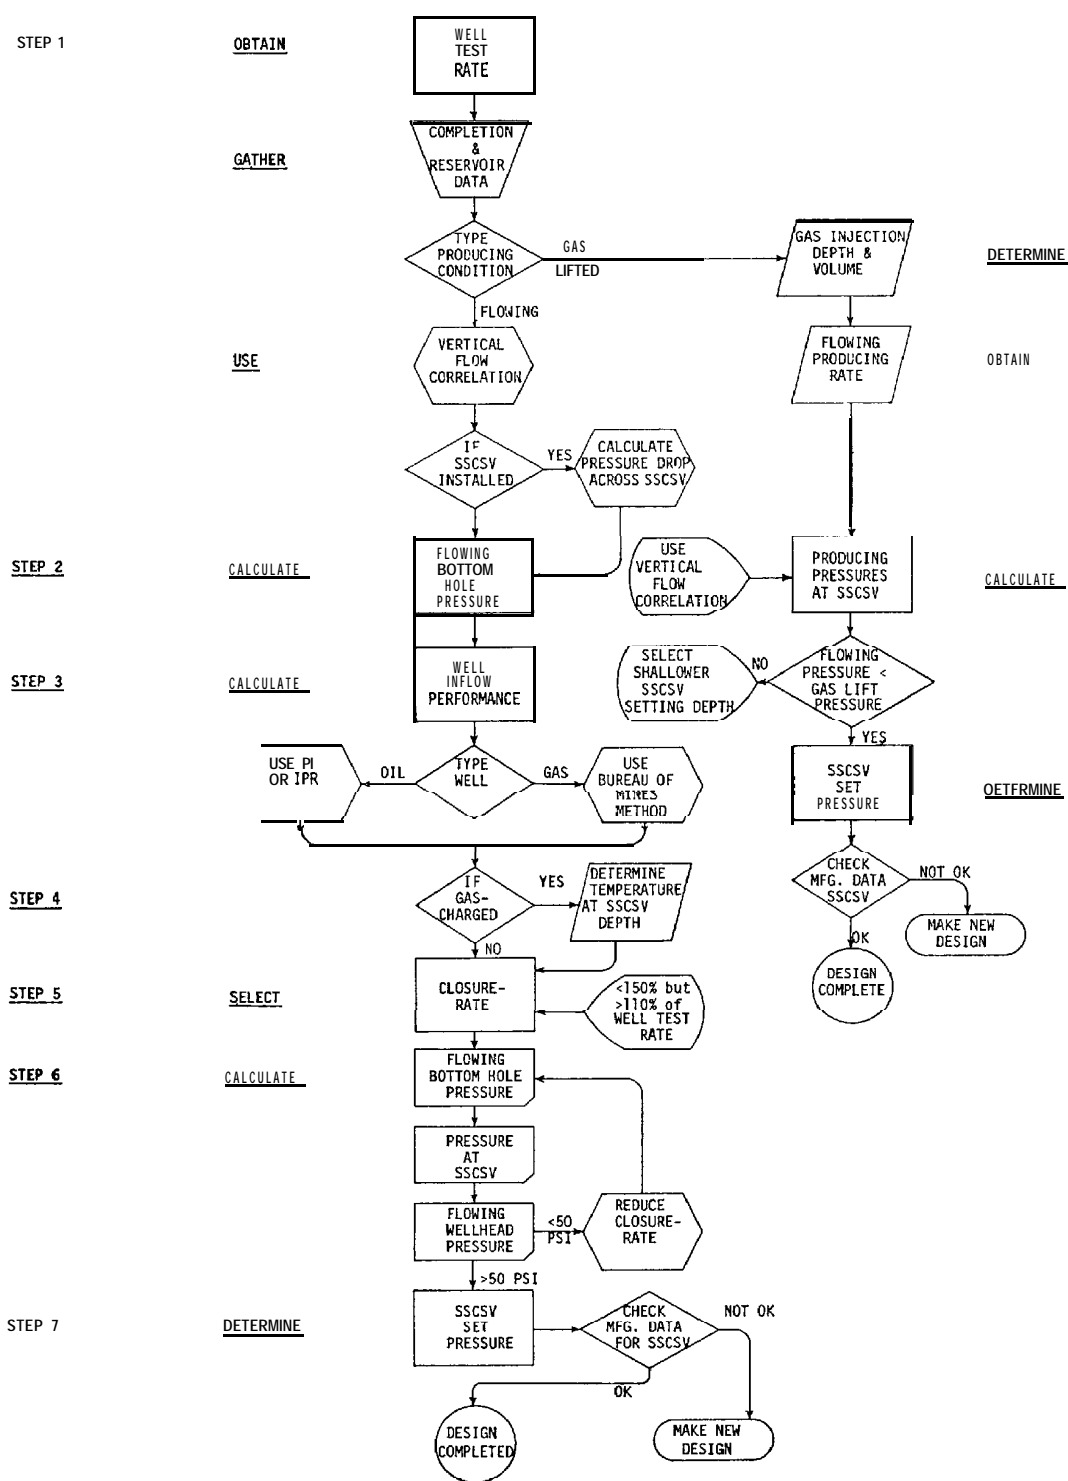 STEP 1
OBTAIN
WELL
TEST
RATE
GATHER
COMPLETION
&
RESERVOIR
DATA
TYPE
PRODUCING
CONDITION
GAS
LIFTED
GAS INJECTION
DEPTH &
VOLUME
DETERMINE
FLOWING
USE
VERTICAL
FLOW
CORRELATION
FLOWING
PRODUCING
RATE
OBTAIN
IF
SSCSV
INSTALLED
YES
CALCULATE
PRESSURE DROP
ACROSS SSCSV
STEP 2
CALCULATE
FLOWING
BOTTOM
HOLE
PRESSURE
USE
VERTICAL
FLOW
CORRELATION
PRODUCING
PRESSURES
AT SSCSV
CALCULATE
STEP 3
CALCULATE
WELL
INFLOW
PERFORMANCE
SELECT
SHALLOWER
SSCSV
SETTING DEPTH
NO
FLOWING
PRESSURE <
GAS LIFT
PRESSURE
YES
USE PI
OR IPR
OIL
TYPE
WELL
GAS
USE
BUREAU OF
MINES
METHOD
SSCSV
SET
PRESSURE
OETFRMINE
STEP 4
IF
GAS-
CHARGED
YES
DETERMINE
TEMPERATURE
AT SSCSV
DEPTH
NO
CHECK
MFG. DATA
SSCSV
NOT OK
MAKE NEW
DESIGN
OK
DESIGN
COMPLETE
STEP 5
SELECT
CLOSURE-
RATE
<150% but
>110% of
WELL TEST
RATE
STEP 6
CALCULATE
FLOWING
BOTTOM HOLE
PRESSURE
PRESSURE
AT
SSCSV
FLOWING
WELLHEAD
PRESSURE
<50
PSI
REDUCE
CLOSURE-
RATE
>50 PSI
STEP 7
DETERMINE
SSCSV
SET
PRESSURE
CHECK
MFG. DATA
FOR SSCSV
NOT OK
OK
DESIGN
COMPLETED
MAKE NEW
DESIGN